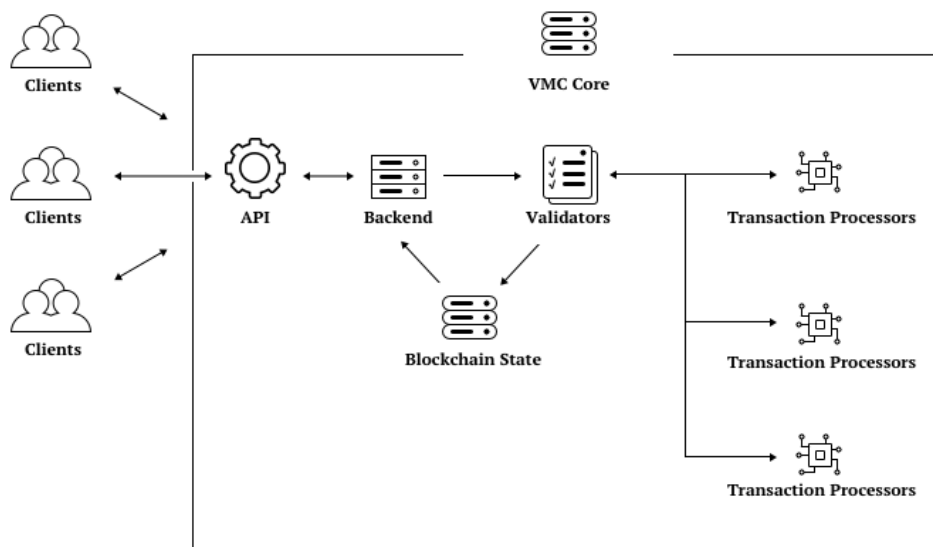 Clients
VMC Core
Clients
API
Backend
Validators
Transaction Processors
Clients
Blockchain State
Transaction Processors
Transaction Processors